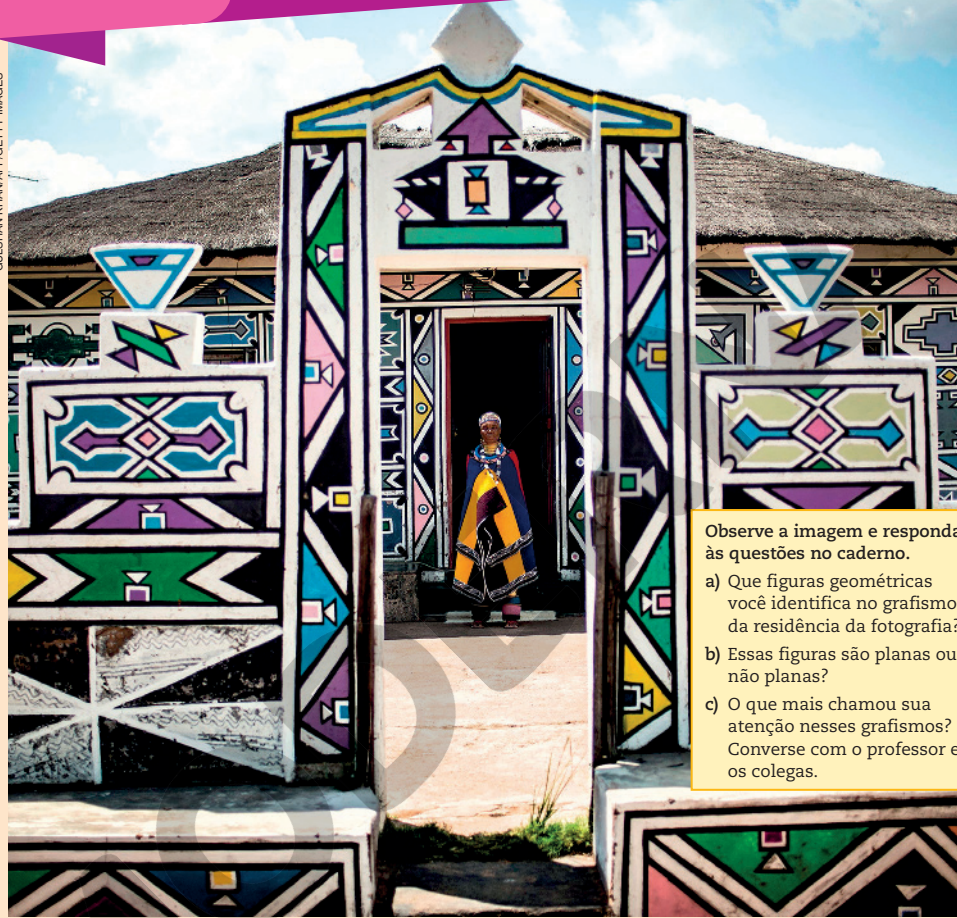 Observe a imagem e responda
às questões no caderno.
a) Que figuras geométricas
você identifica no grafismo
da residência da fotografia?
b) Essas figuras são planas ou
não planas?
c) O que mais chamou sua
atenção nesses grafismos?
Converse com o professor e
os colegas.